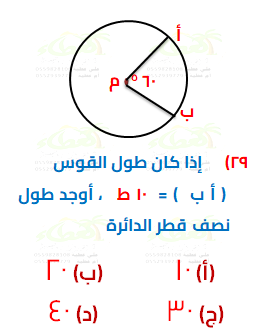 أ
م ٦٠°
ب
٢٩) إذا كان طول القوس
( أ ب ) = ١٠ ط ، أوجد طول
نصف قطر الدائرة
(أ) ١٠ (ب) ٢٠
(ج) ٣٠ (د) ٤٠